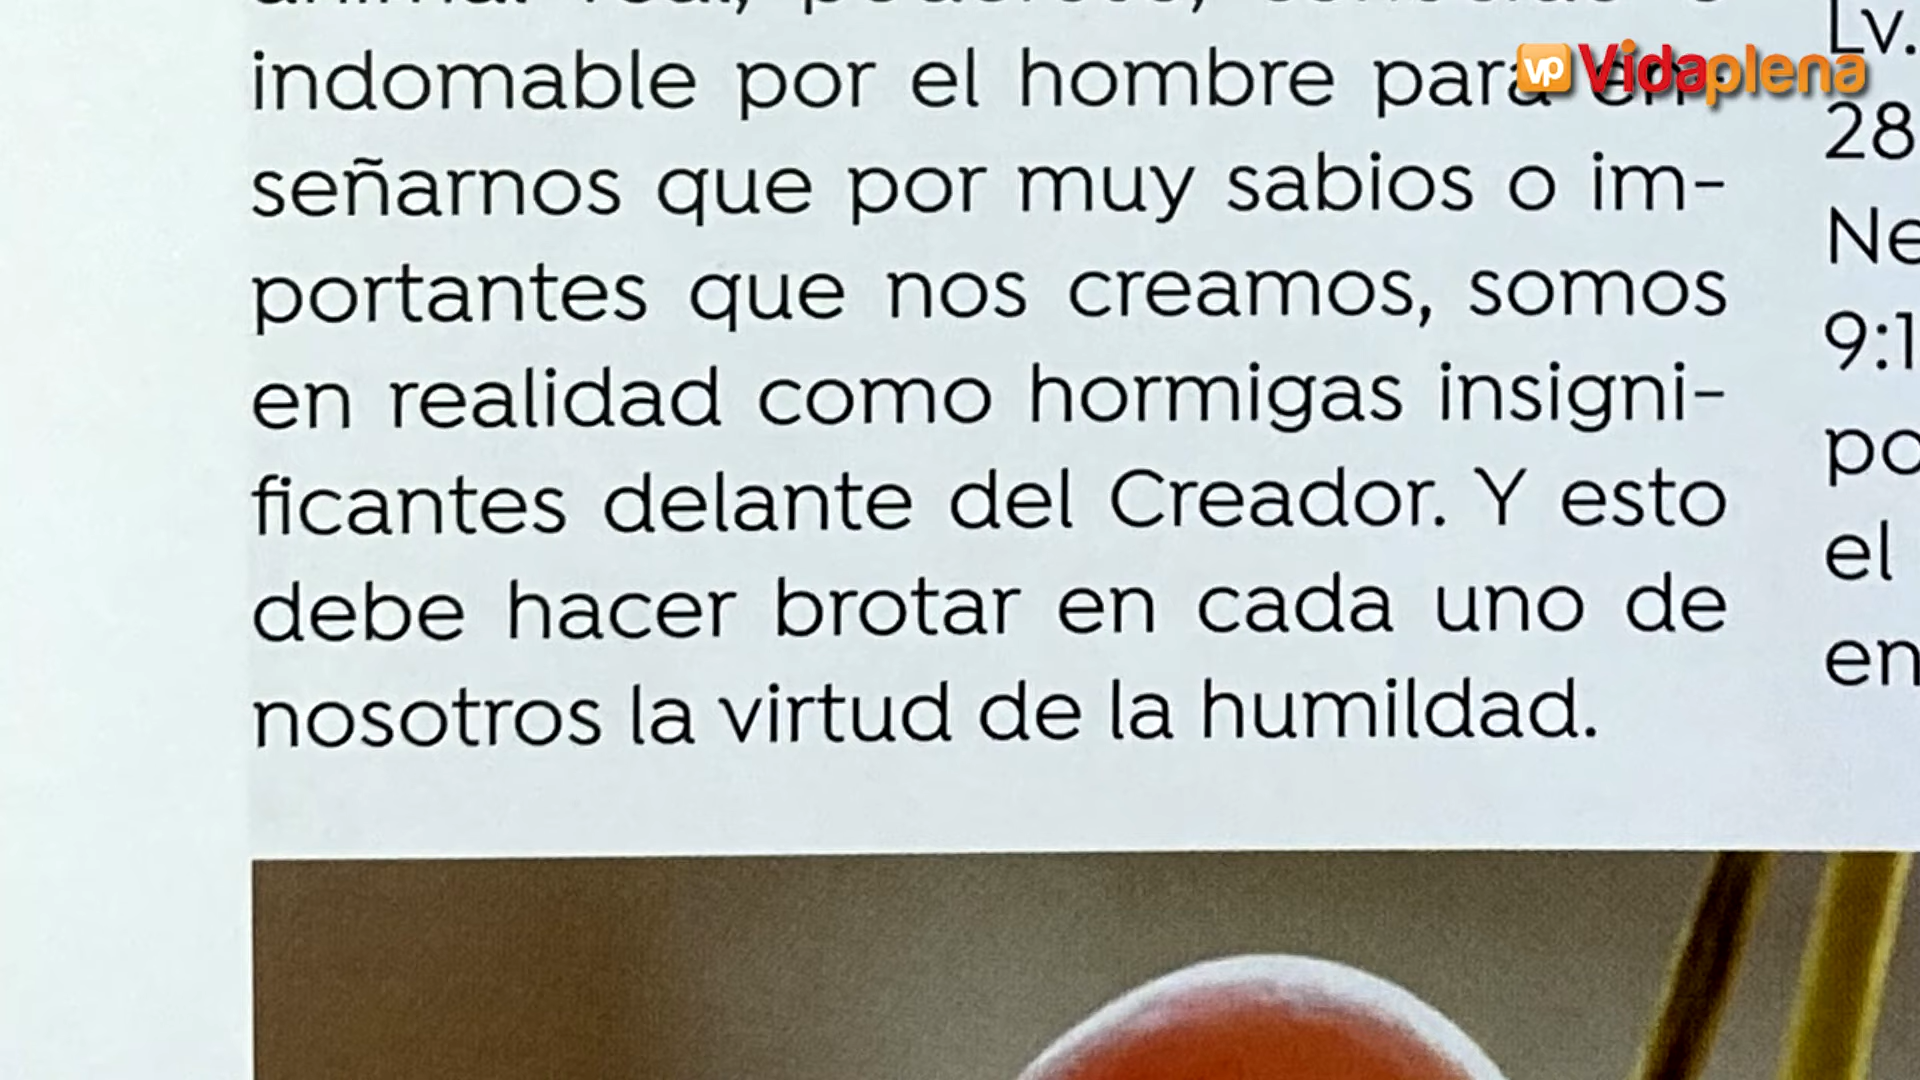 indomable por el hombre para en-
señarnos que por muy sabios o im-
portantes que nos creamos, somos
en realidad como hormigas insigni-
ficantes delante del Creador. Y esto
debe hacer brotar en cada uno de
nosotros la virtud de la humildad.
Lv.
28
Ne
9:1
po
el
en
vp Vidaplena